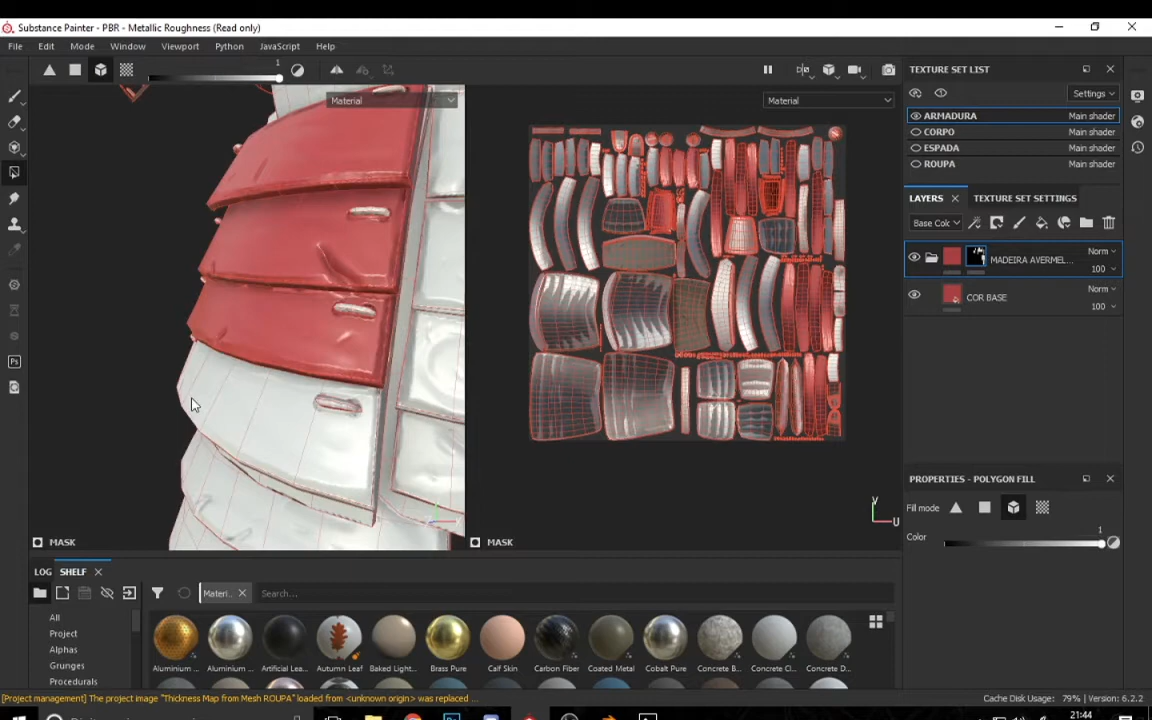 Substance Painter - PBR - Metallic Roughness (Read only)
File Edit Mode Window Viewport Python JavaScript Help
1
Material
Material
TEXTURE SET LIST
Settings
ARMADURA Main shader
CORPO Main shader
ESPADA Main shader
ROUPA Main shader
LAYERS TEXTURE SET SETTINGS
Base Col
Norm
MADEIRA AVERMEL...
100
Norm
COR BASE
100
PROPERTIES - POLYGON FILL
Fill mode
1
Color
Y
U
MASK
MASK
LOG SHELF
Materi...
Search...
All
Project
Alphas
Grunges
Procedurals
Aluminium ... Aluminium ... Artificial Lea... Autumn Leaf Baked Light... Brass Pure Calf Skin Carbon Fiber Coated Metal Cobalt Pure Concrete B... Concrete Cl... Concrete D...
[Project management] The project image "Thickness Map from Mesh ROUPA" loaded from <unknown origin> was replaced ...
Cache Disk Usage: 79% | Version: 6.2.2
Ps
21:44